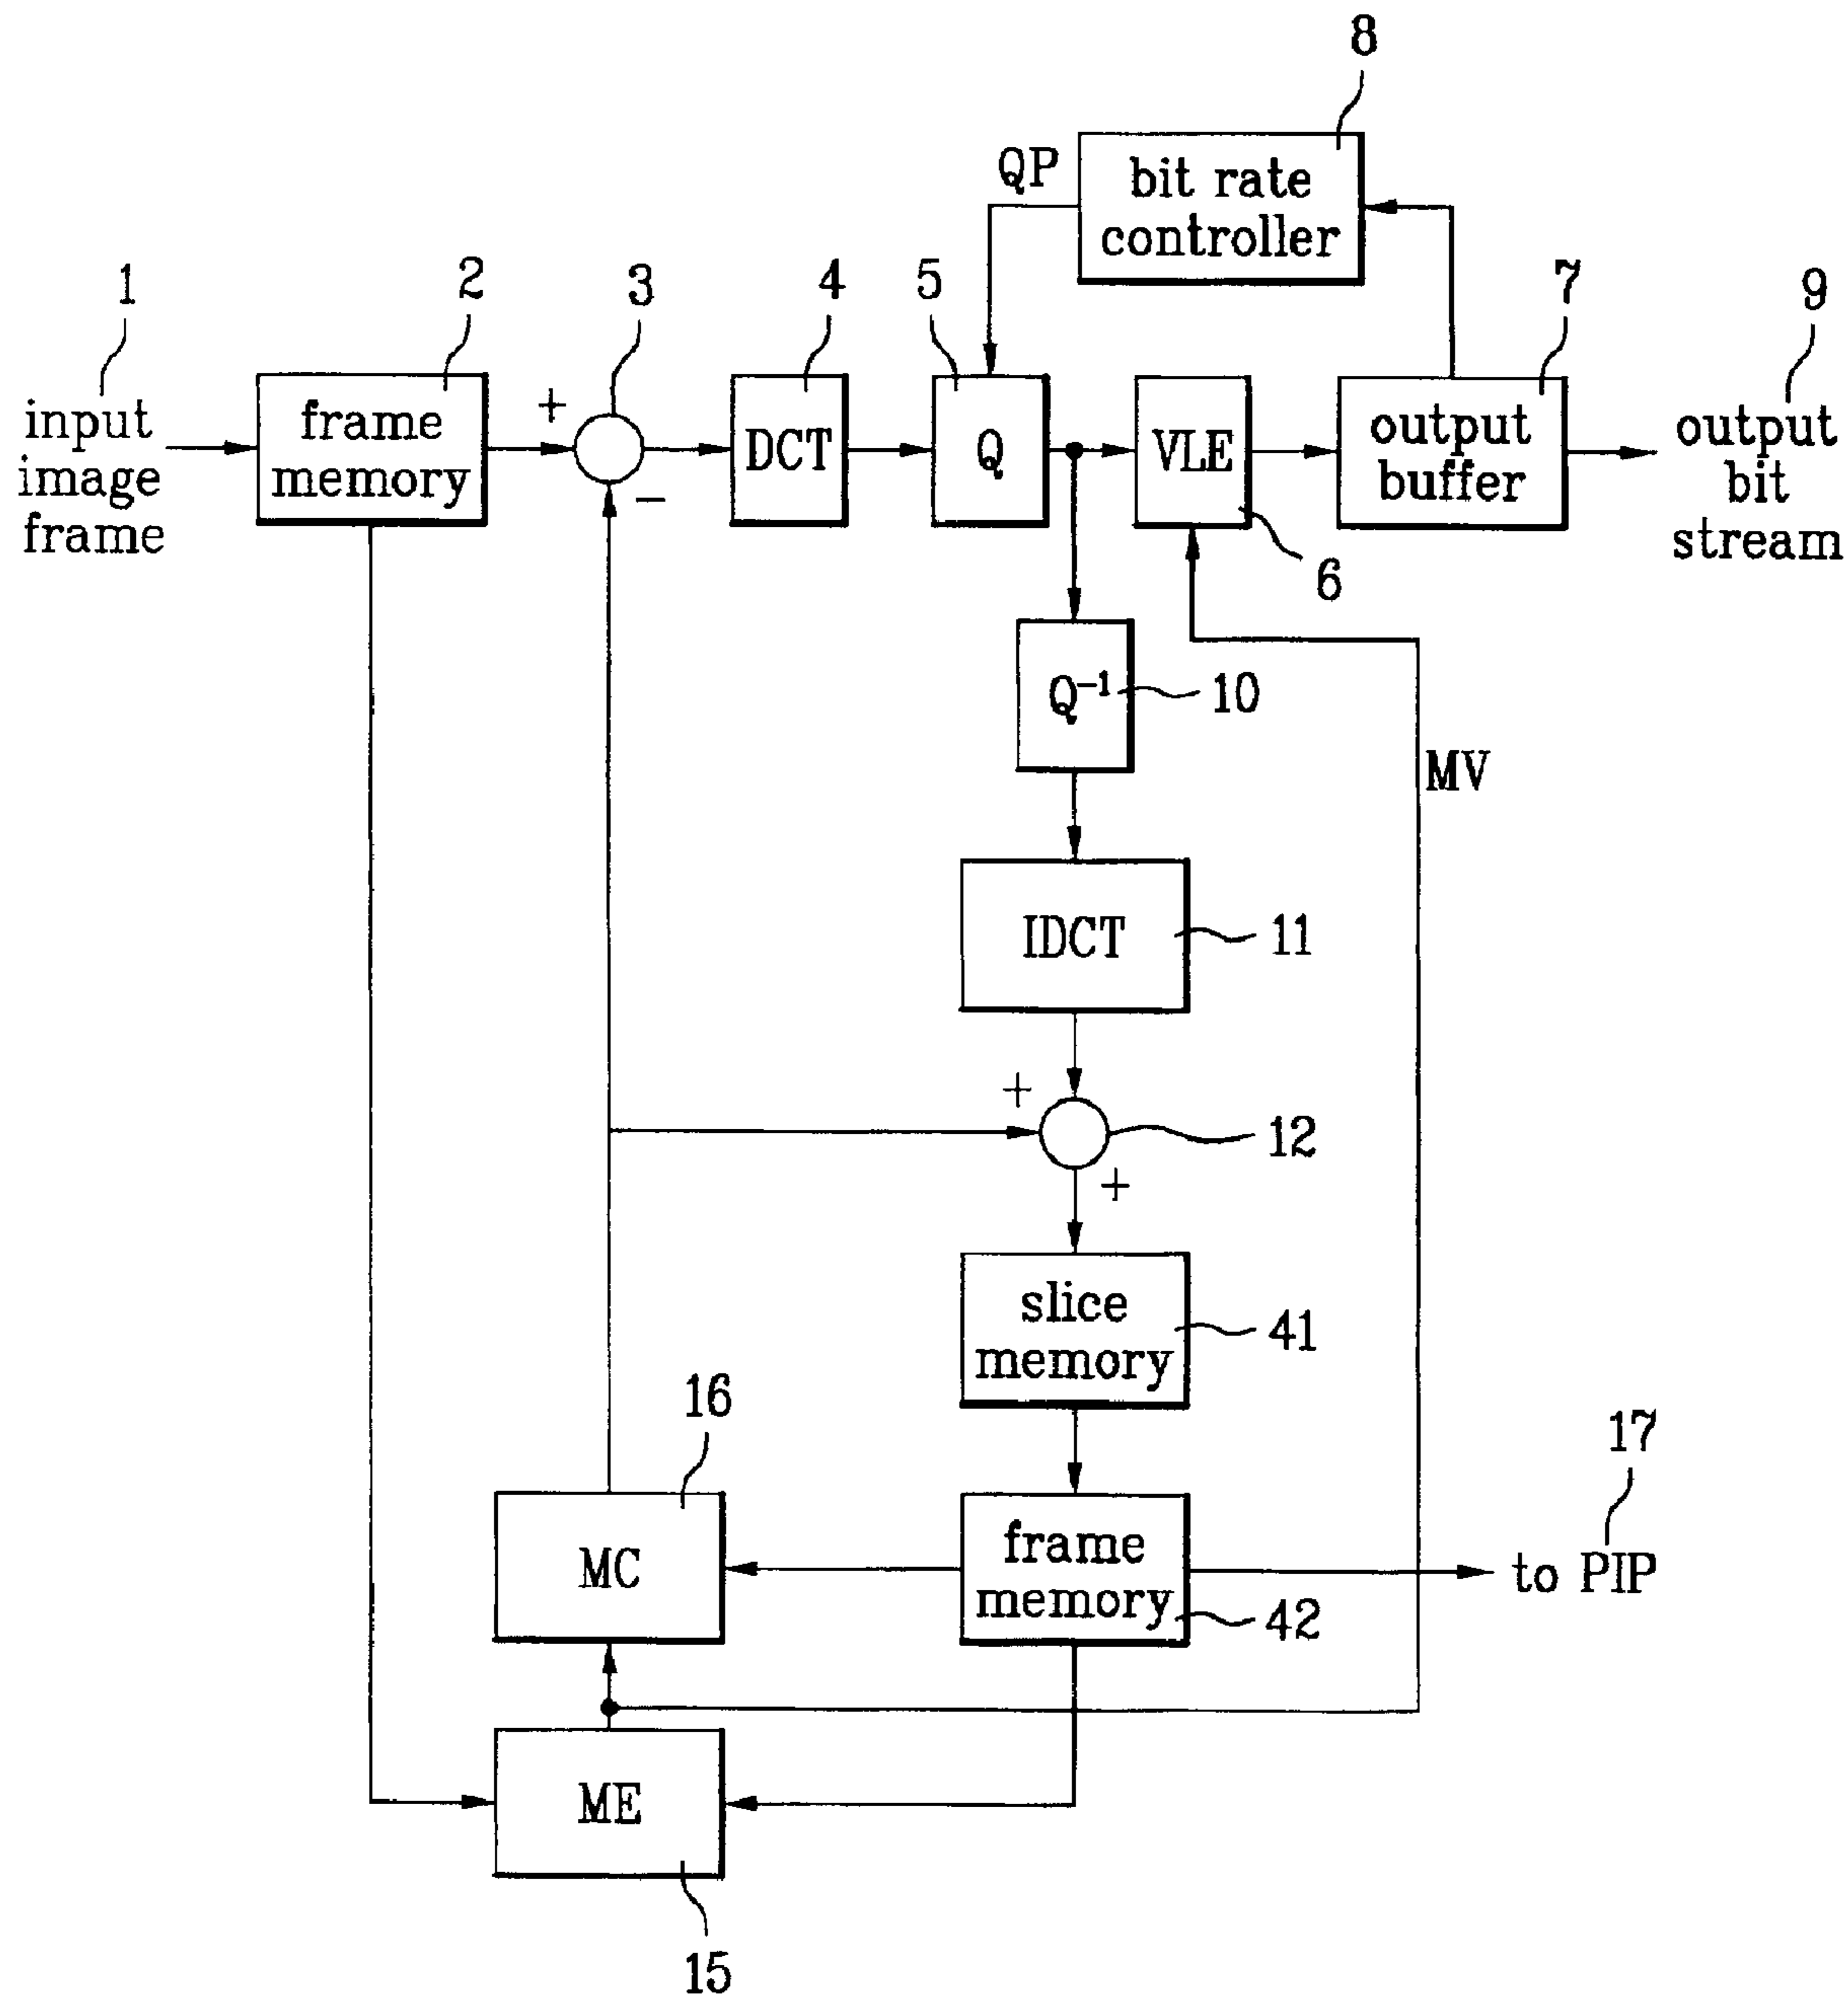 8
QP
bit rate
controller
1
2
3
4
5
7
9
input
image
frame
frame
memory
+
−
DCT
Q
VLE
output
buffer
output
bit
stream
6
Q⁻¹
10
MV
IDCT
11
+
12
+
slice
memory
41
16
17
MC
frame
memory
42
to PIP
ME
15